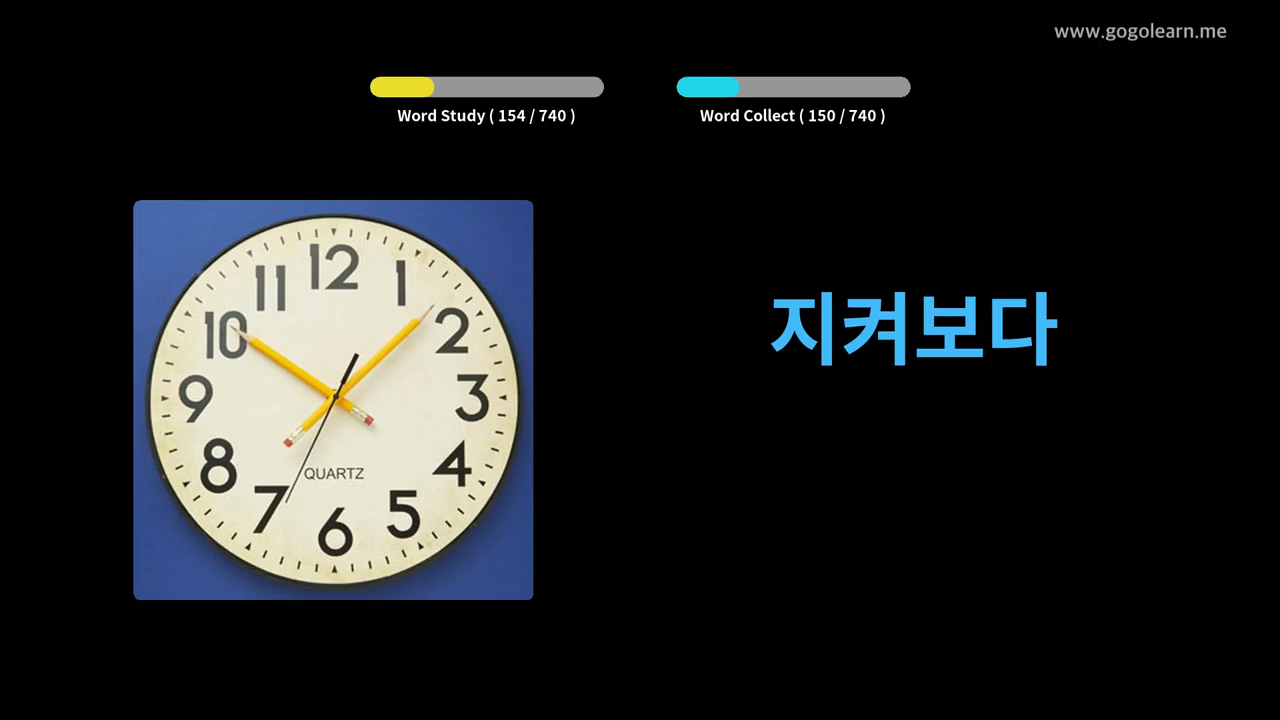 www.gogolearn.me
Word Study ( 154 / 740 )
Word Collect ( 150 / 740 )
12
11
1
10
2
9
3
8
4
7
5
6
QUARTZ
지켜보다